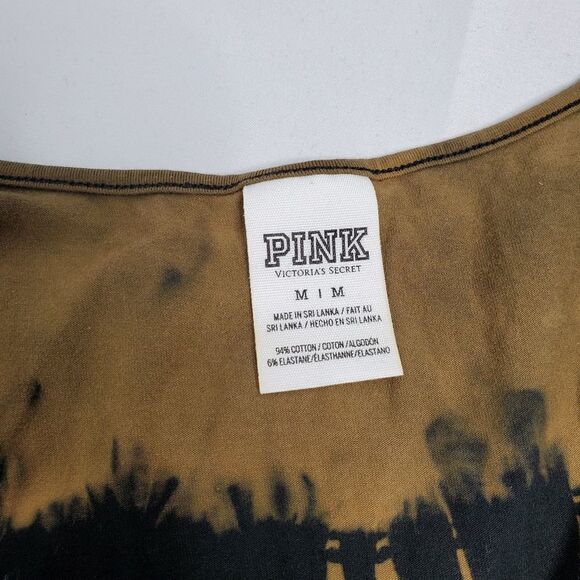 PINK
VICTORIA'S SECRET
M | M
MADE IN SRI LANKA / FAIT AU
SRI LANKA / HECHO EN SRI LANKA
94% COTTON / COTON / ALGODÓN
6% ELASTANE/ÉLASTHANNE/ELASTANO